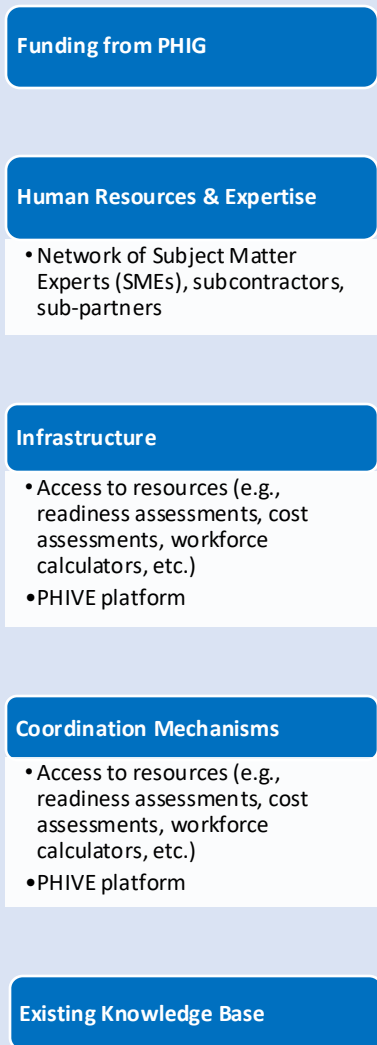 Funding from PHIG
Human Resources & Expertise
•Network of Subject Matter
Experts (SMEs), subcontractors,
sub-partners
Infrastructure
•Access to resources (e.g.,
readiness assessments, cost
assessments, workforce
calculators, etc.)
•PHIVE platform
Coordination Mechanisms
•Access to resources (e.g.,
readiness assessments, cost
assessments, workforce
calculators, etc.)
•PHIVE platform
Existing Knowledge Base